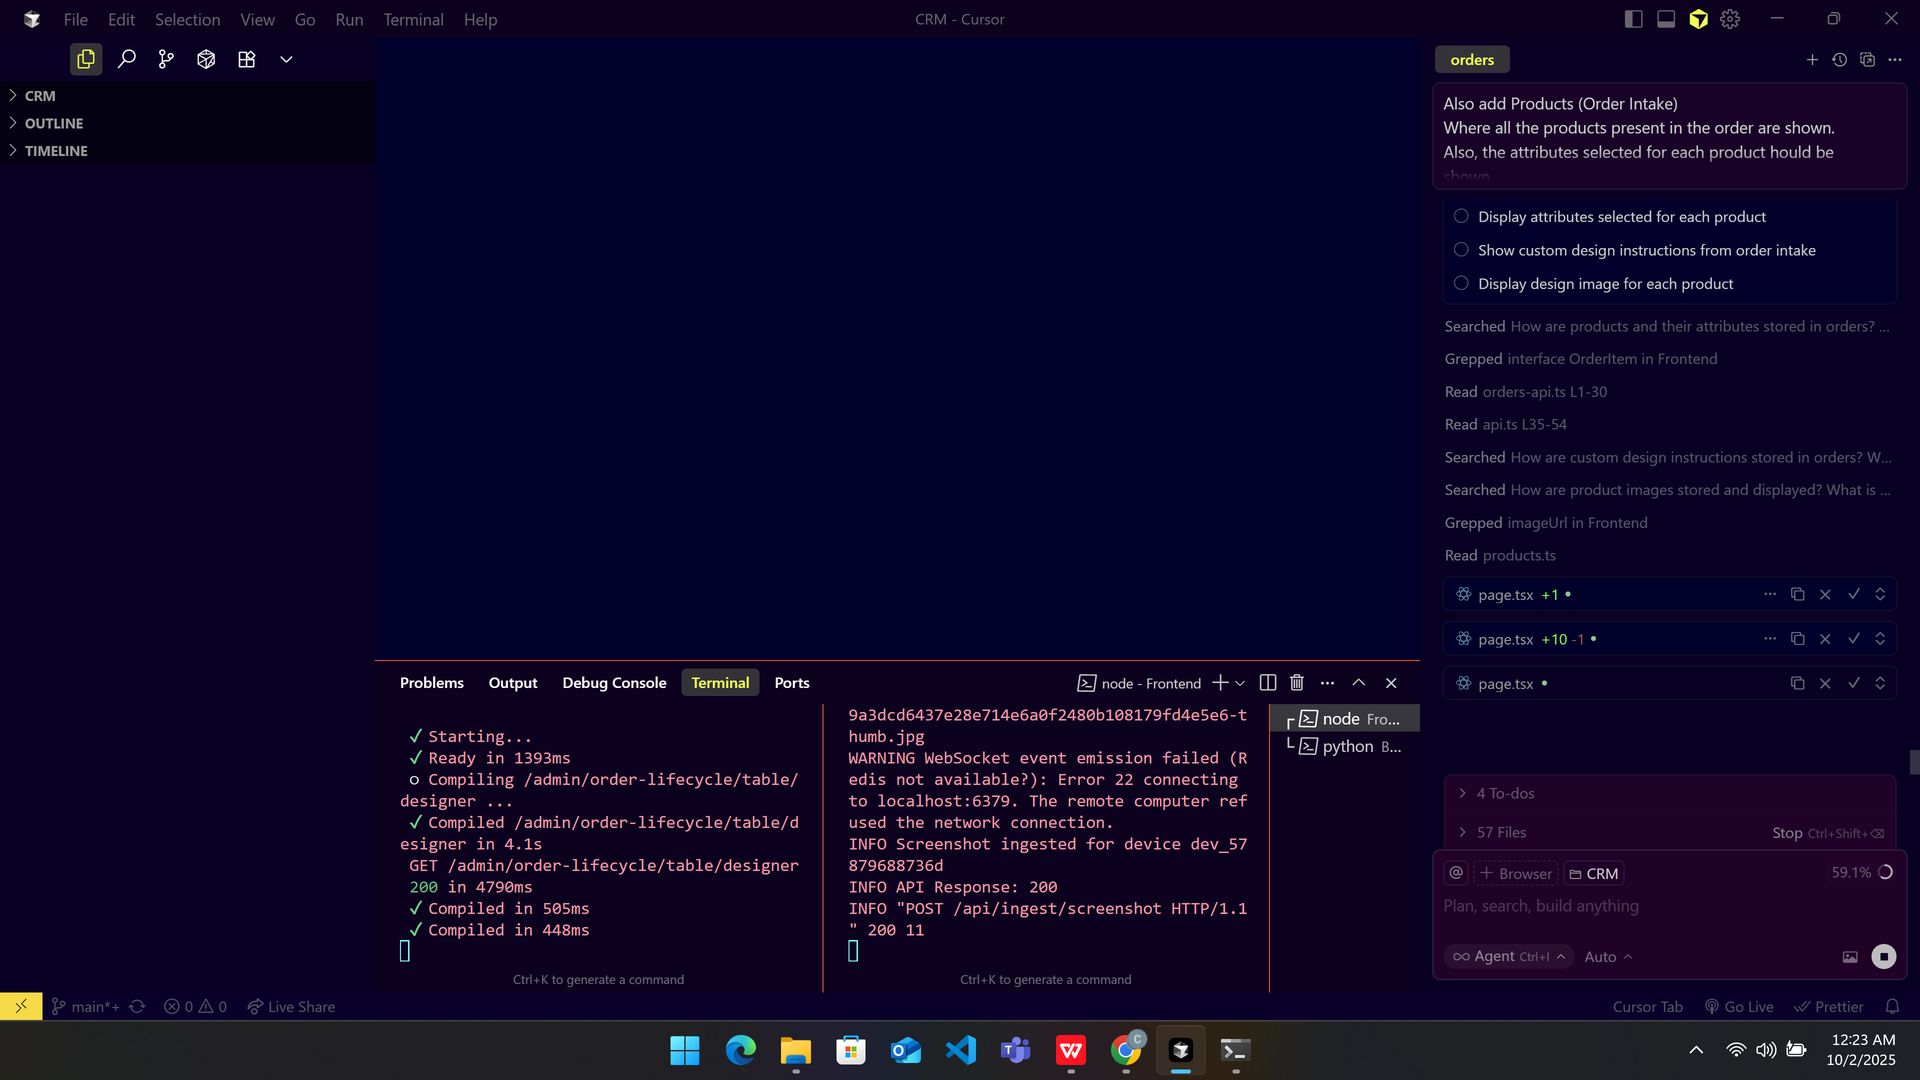 File Edit Selection View Go Run Terminal Help
CRM - Cursor
CRM
OUTLINE
TIMELINE
Problems Output Debug Console Terminal Ports
node - Frontend
✓ Starting...
✓ Ready in 1393ms
○ Compiling /admin/order-lifecycle/table/
designer ...
✓ Compiled /admin/order-lifecycle/table/d
esigner in 4.1s
GET /admin/order-lifecycle/table/designer
200 in 4790ms
✓ Compiled in 505ms
✓ Compiled in 448ms
Ctrl+K to generate a command
9a3dcd6437e28e714e6a0f2480b108179fd4e5e6-t
humb.jpg
WARNING WebSocket event emission failed (R
edis not available?): Error 22 connecting
to localhost:6379. The remote computer ref
used the network connection.
INFO Screenshot ingested for device dev_57
879688736d
INFO API Response: 200
INFO "POST /api/ingest/screenshot HTTP/1.1
" 200 11
Ctrl+K to generate a command
node Fro...
python B...
orders
Also add Products (Order Intake)
Where all the products present in the order are shown.
Also, the attributes selected for each product hould be
shown
Display attributes selected for each product
Show custom design instructions from order intake
Display design image for each product
Searched How are products and their attributes stored in orders? ...
Grepped interface OrderItem in Frontend
Read orders-api.ts L1-30
Read api.ts L35-54
Searched How are custom design instructions stored in orders? W...
Searched How are product images stored and displayed? What is ...
Grepped imageUrl in Frontend
Read products.ts
page.tsx +1 •
page.tsx +10 -1 •
page.tsx •
4 To-dos
57 Files Stop Ctrl+Shift+⌫
@ + Browser CRM 59.1%
Plan, search, build anything
Agent Ctrl+I Auto
main*+ 0 0 Live Share
Cursor Tab Go Live Prettier
12:23 AM
10/2/2025